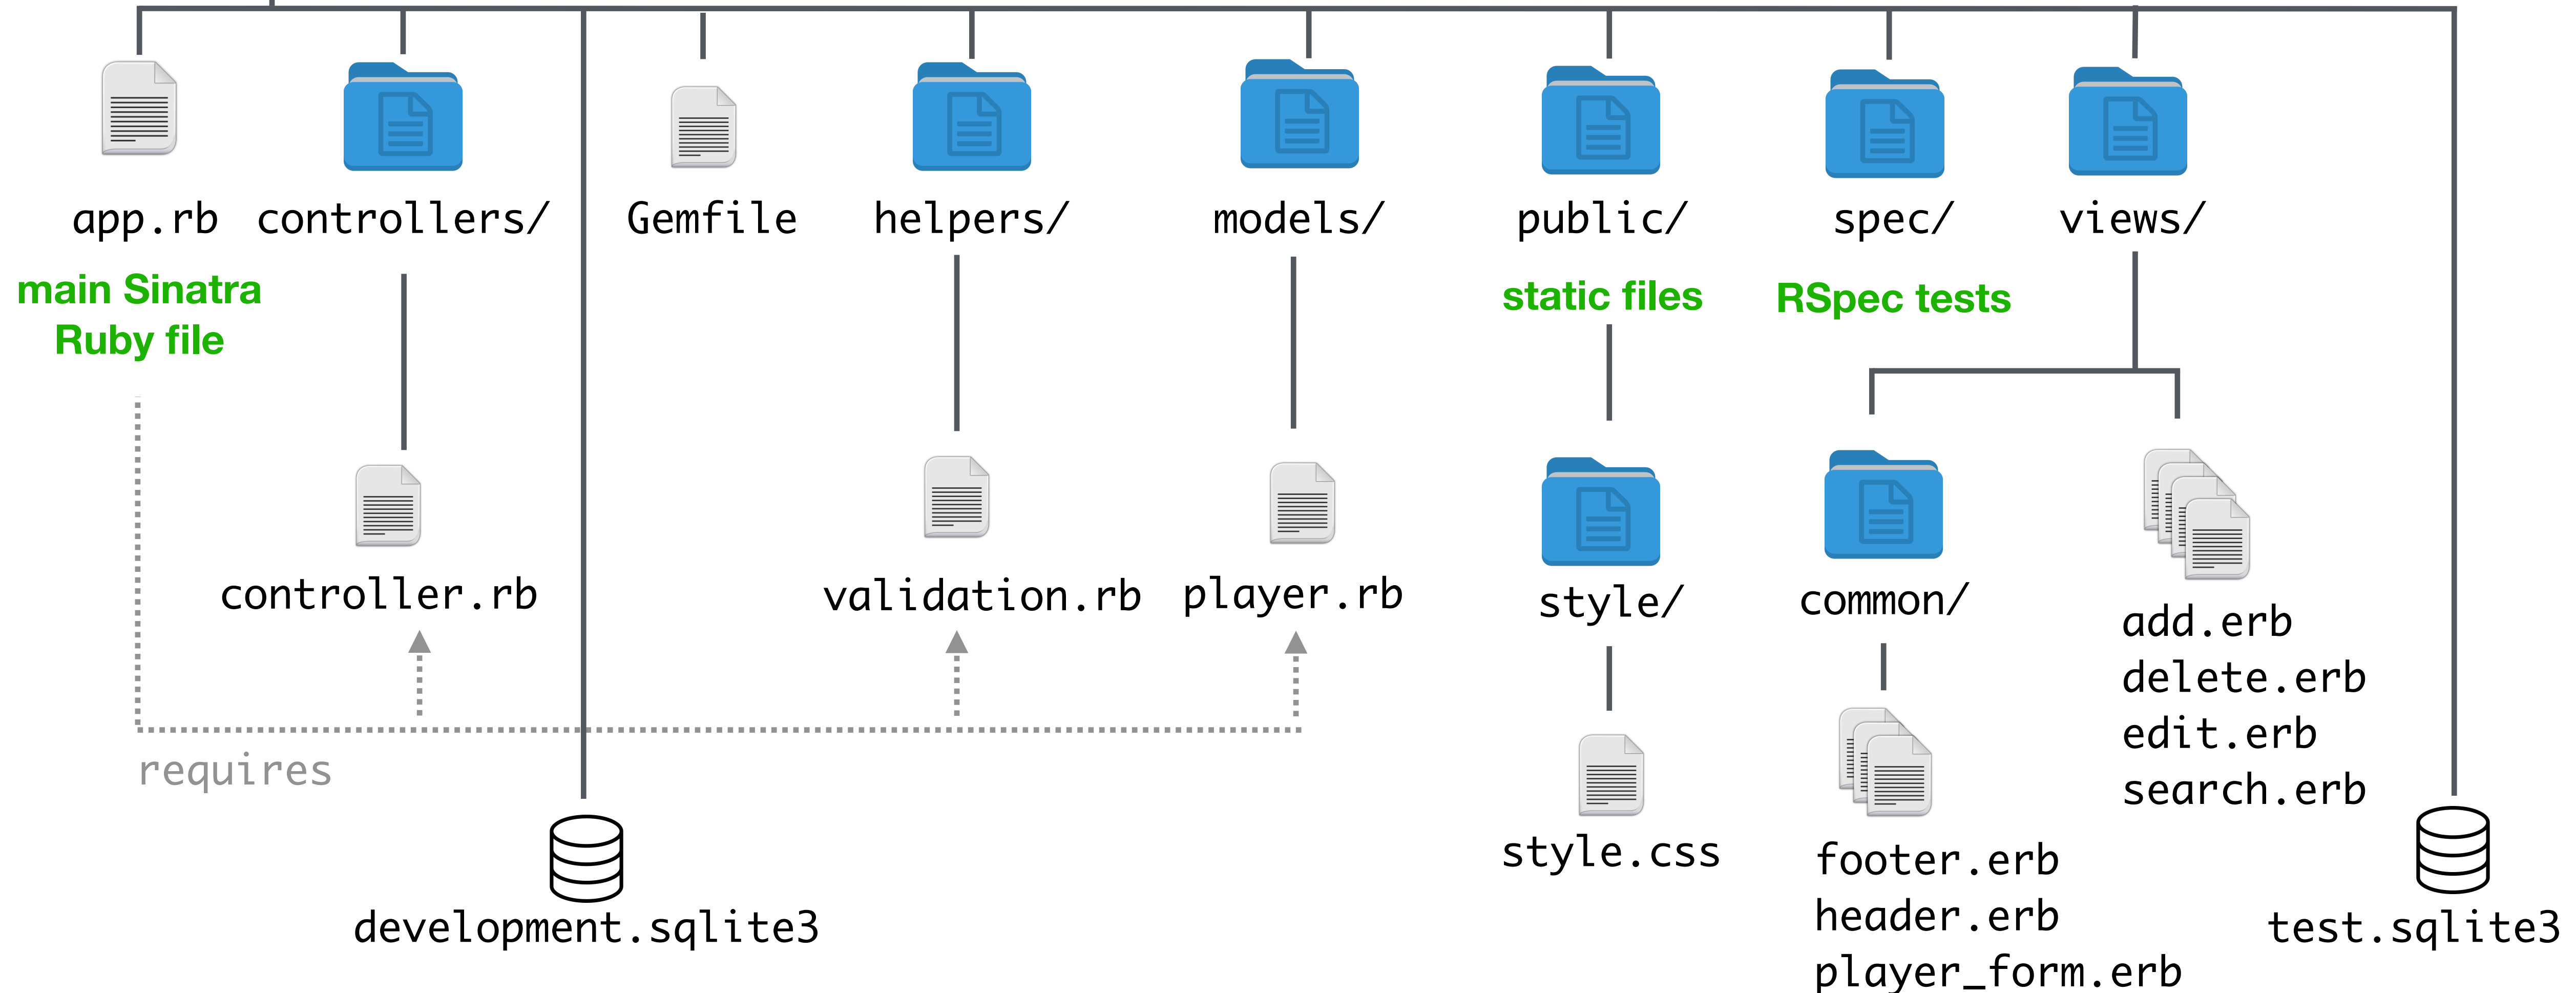 app.rb
controllers/
Gemfile
helpers/
models/
public/
spec/
views/
main Sinatra
Ruby file
static files
RSpec tests
controller.rb
validation.rb
player.rb
style/
common/
add.erb
delete.erb
edit.erb
search.erb
requires
style.css
footer.erb
header.erb
player_form.erb
development.sqlite3
test.sqlite3